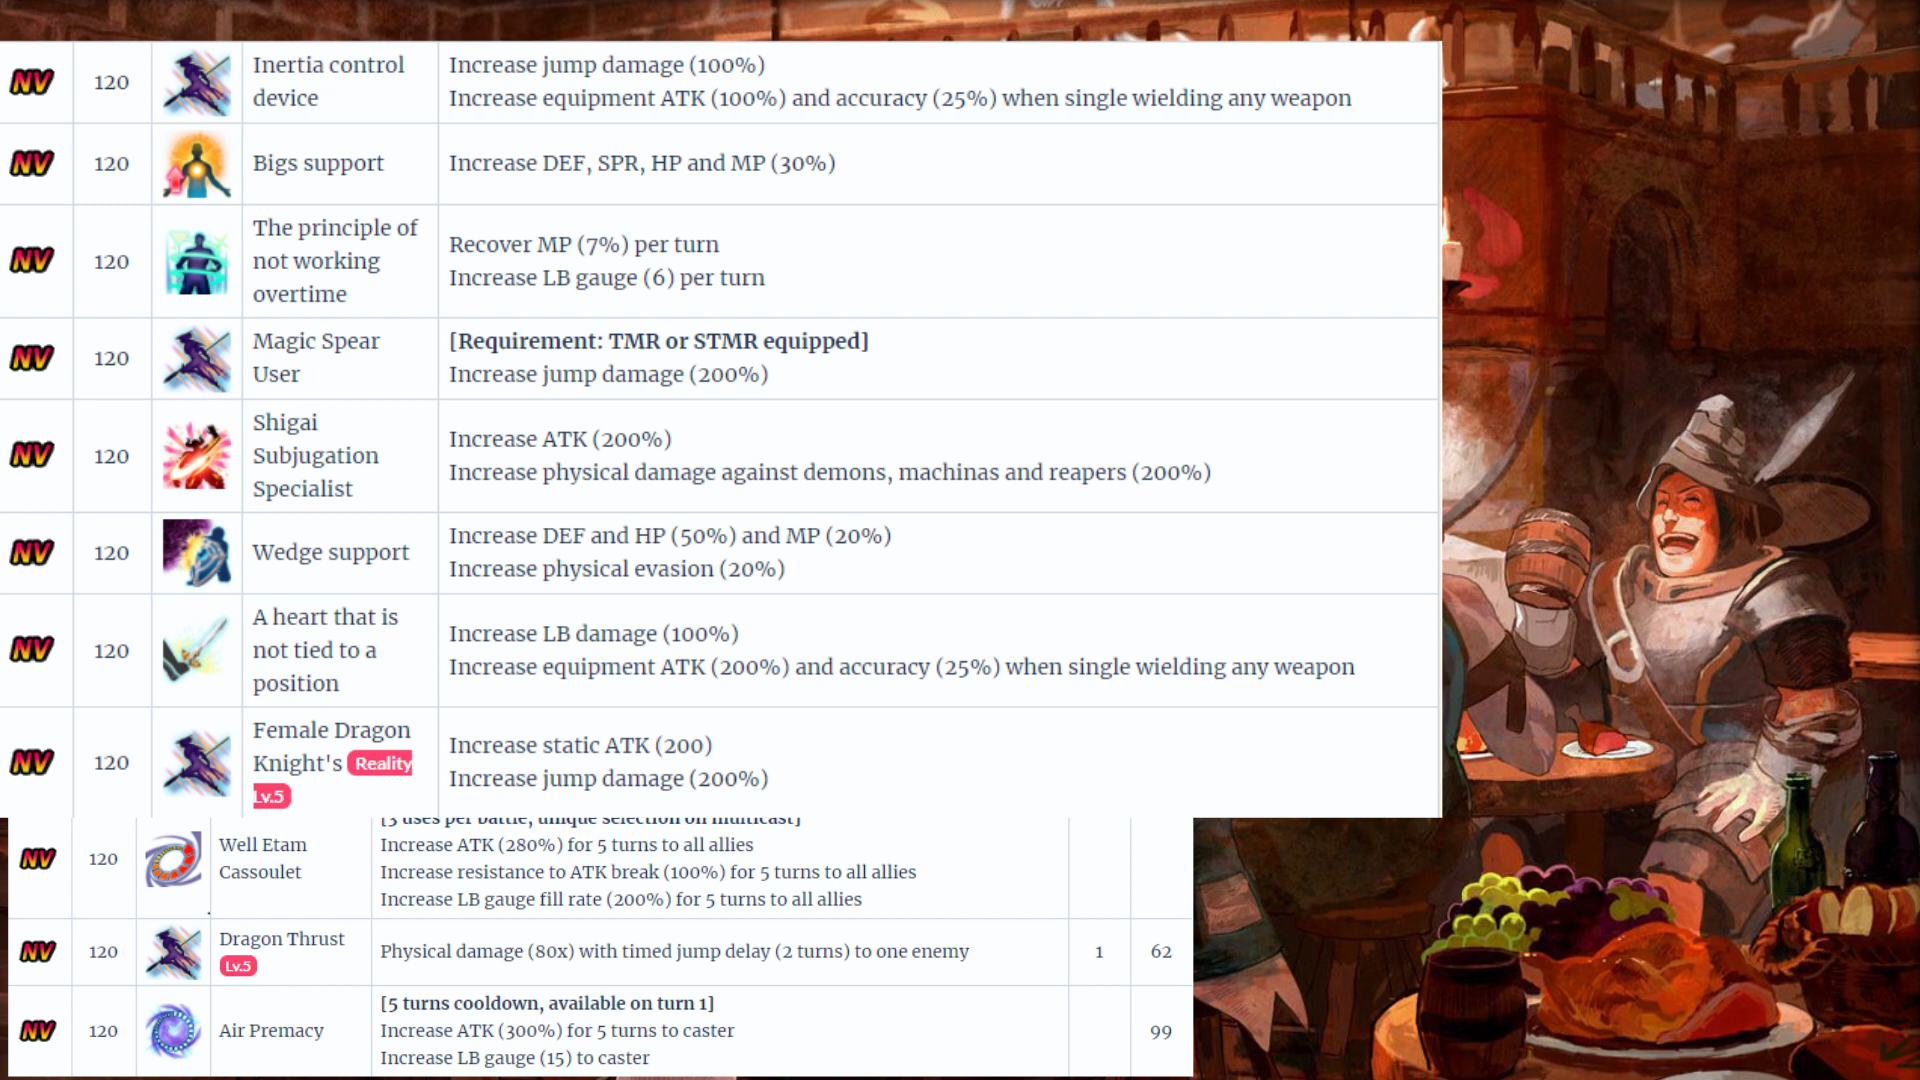 NV 120 Inertia control device
Increase jump damage (100%)
Increase equipment ATK (100%) and accuracy (25%) when single wielding any weapon
NV 120 Bigs support
Increase DEF, SPR, HP and MP (30%)
NV 120 The principle of not working overtime
Recover MP (7%) per turn
Increase LB gauge (6) per turn
NV 120 Magic Spear User
[Requirement: TMR or STMR equipped]
Increase jump damage (200%)
NV 120 Shigai Subjugation Specialist
Increase ATK (200%)
Increase physical damage against demons, machinas and reapers (200%)
NV 120 Wedge support
Increase DEF and HP (50%) and MP (20%)
Increase physical evasion (20%)
NV 120 A heart that is not tied to a position
Increase LB damage (100%)
Increase equipment ATK (200%) and accuracy (25%) when single wielding any weapon
NV 120 Female Dragon Knight's Reality Lv.5
Increase static ATK (200)
Increase jump damage (200%)
[3 uses per battle, unique selection on multicast]
NV 120 Well Etam Cassoulet
Increase ATK (280%) for 5 turns to all allies
Increase resistance to ATK break (100%) for 5 turns to all allies
Increase LB gauge fill rate (200%) for 5 turns to all allies
NV 120 Dragon Thrust Lv.5
Physical damage (80x) with timed jump delay (2 turns) to one enemy 1 62
NV 120 Air Premacy
[5 turns cooldown, available on turn 1]
Increase ATK (300%) for 5 turns to caster
Increase LB gauge (15) to caster
99